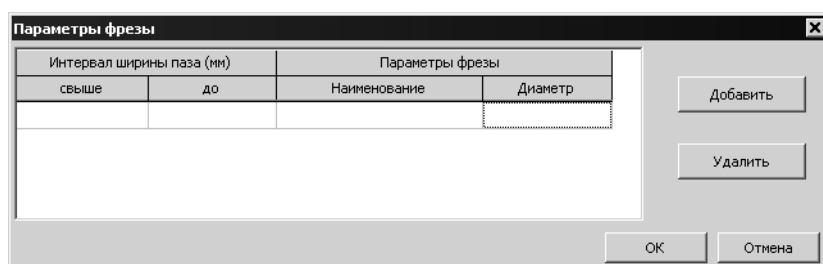 Параметры фрезы
Интервал ширины паза (мм) Параметры фрезы
свыше до Наименование Диаметр
Добавить
Удалить
ОК Отмена